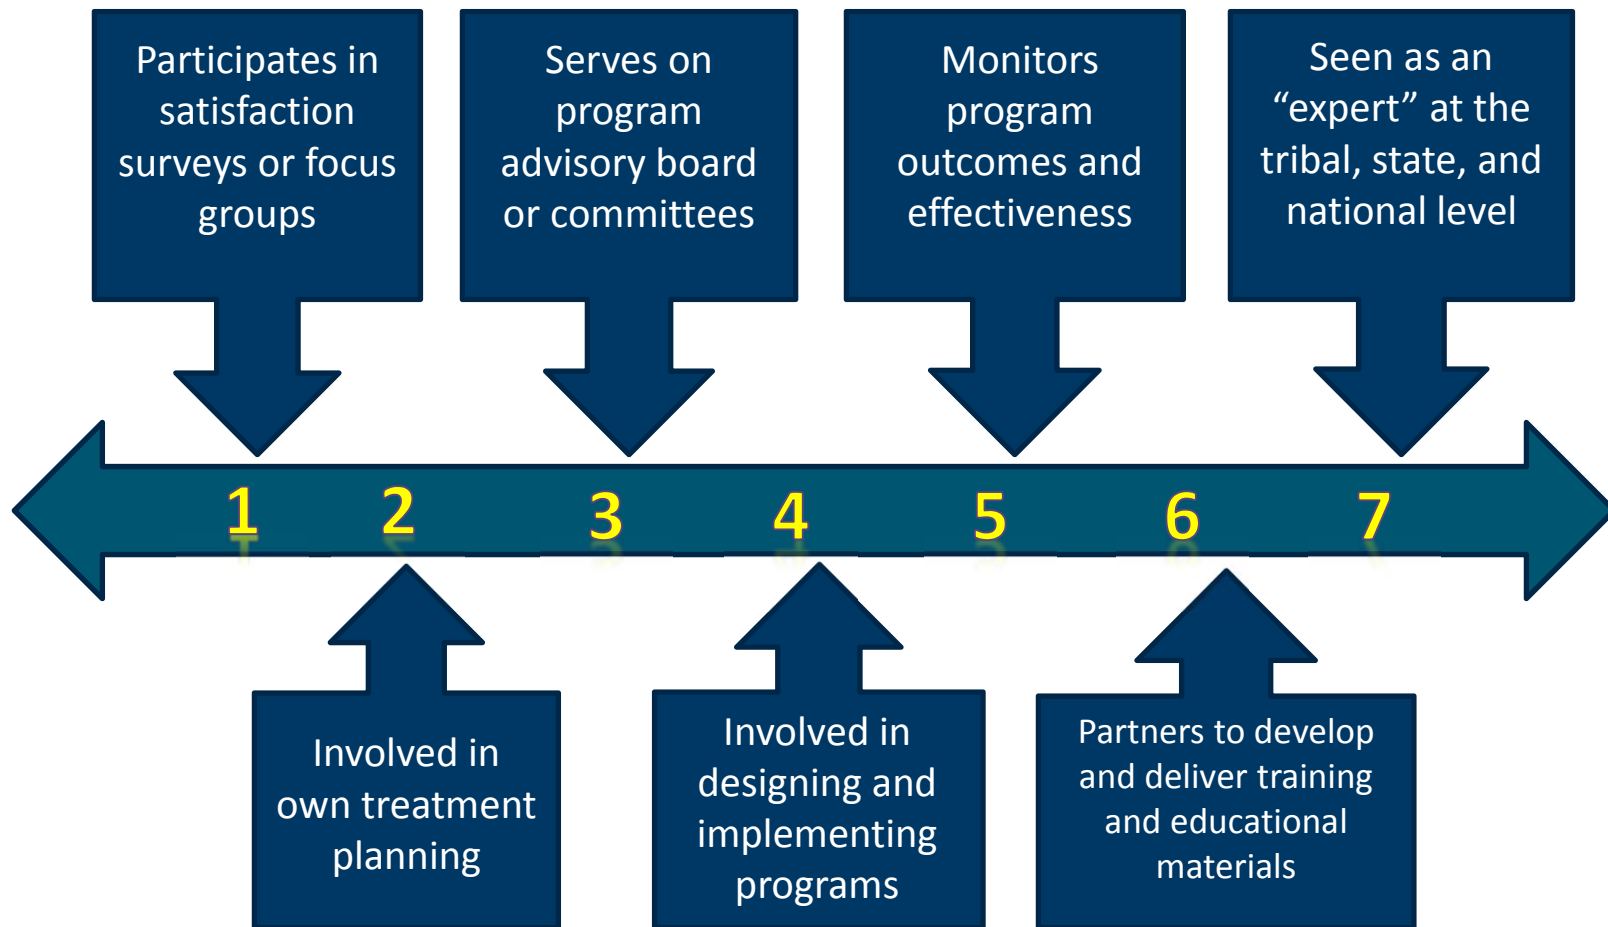 Participates in
satisfaction
surveys or focus
groups
Serves on
program
advisory board
or committees
Monitors
program
outcomes and
effectiveness
Seen as an
“expert” at the
tribal, state, and
national level
1 2 3 4 5 6 7
Involved in
own treatment
planning
Involved in
designing and
implementing
programs
Partners to develop
and deliver training
and educational
materials